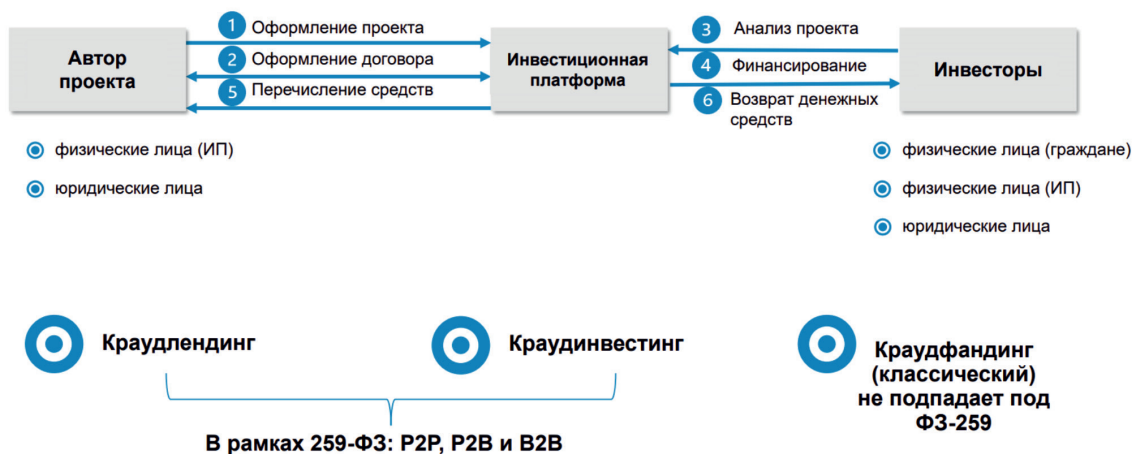 Автор
проекта
1 Оформление проекта
2 Оформление договора
5 Перечисление средств
Инвестиционная
платформа
3 Анализ проекта
4 Финансирование
6 Возврат денежных
средств
Инвесторы
физические лица (ИП)
юридические лица
физические лица (граждане)
физические лица (ИП)
юридические лица
Краудлендинг
Краудинвестинг
Краудфандинг
(классический)
не подпадает под
ФЗ-259
В рамках 259-ФЗ: P2P, P2B и B2B